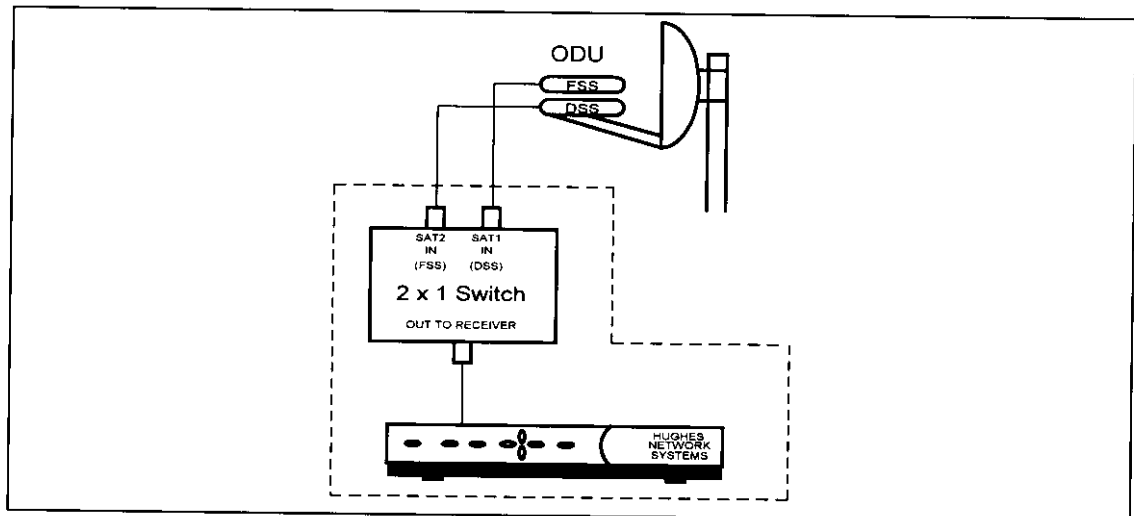 ODU
FSS
DSS
SAT2 IN (FSS)
SAT1 IN (DSS)
2 x 1 Switch
OUT TO RECEIVER
HUGHES
NETWORK
SYSTEMS